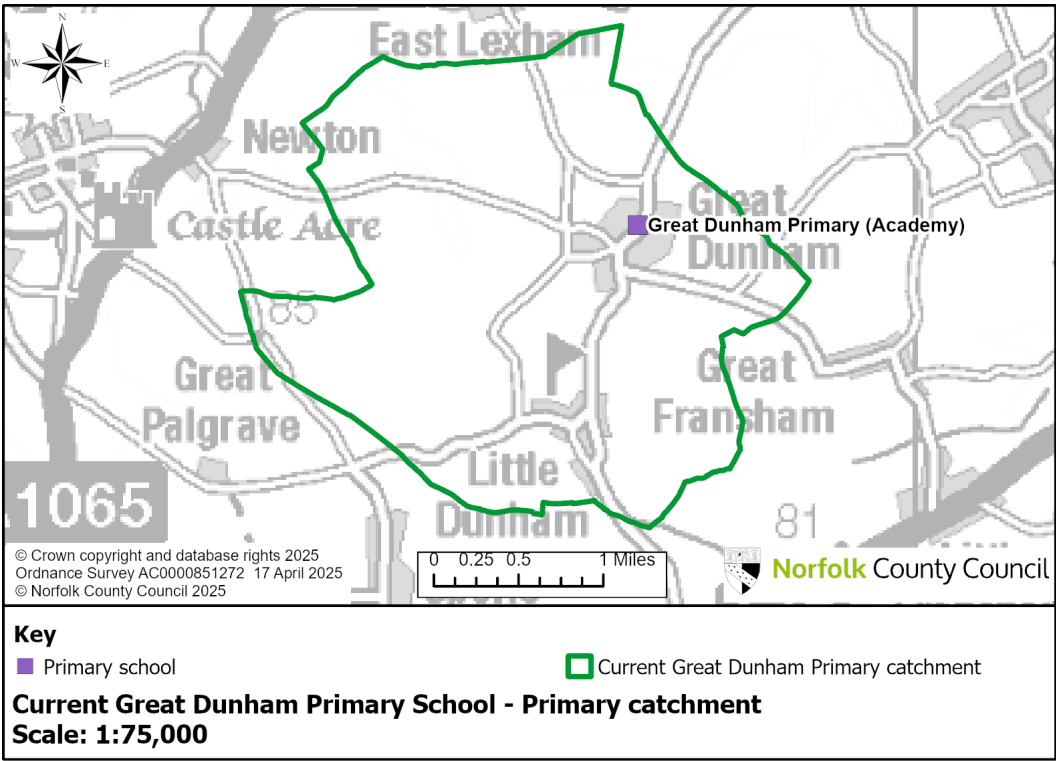 N
W
E
S
East Lexham
Newton
Castle Acre
Great
Dunham
Great Dunham Primary (Academy)
85
Great
Palgrave
Great
Fransham
Little
Dunham
1065
81
© Crown copyright and database rights 2025
Ordnance Survey AC0000851272 17 April 2025
© Norfolk County Council 2025
0 0.25 0.5 1 Miles
Norfolk County Council
Key
Primary school
Current Great Dunham Primary catchment
Current Great Dunham Primary School - Primary catchment
Scale: 1:75,000